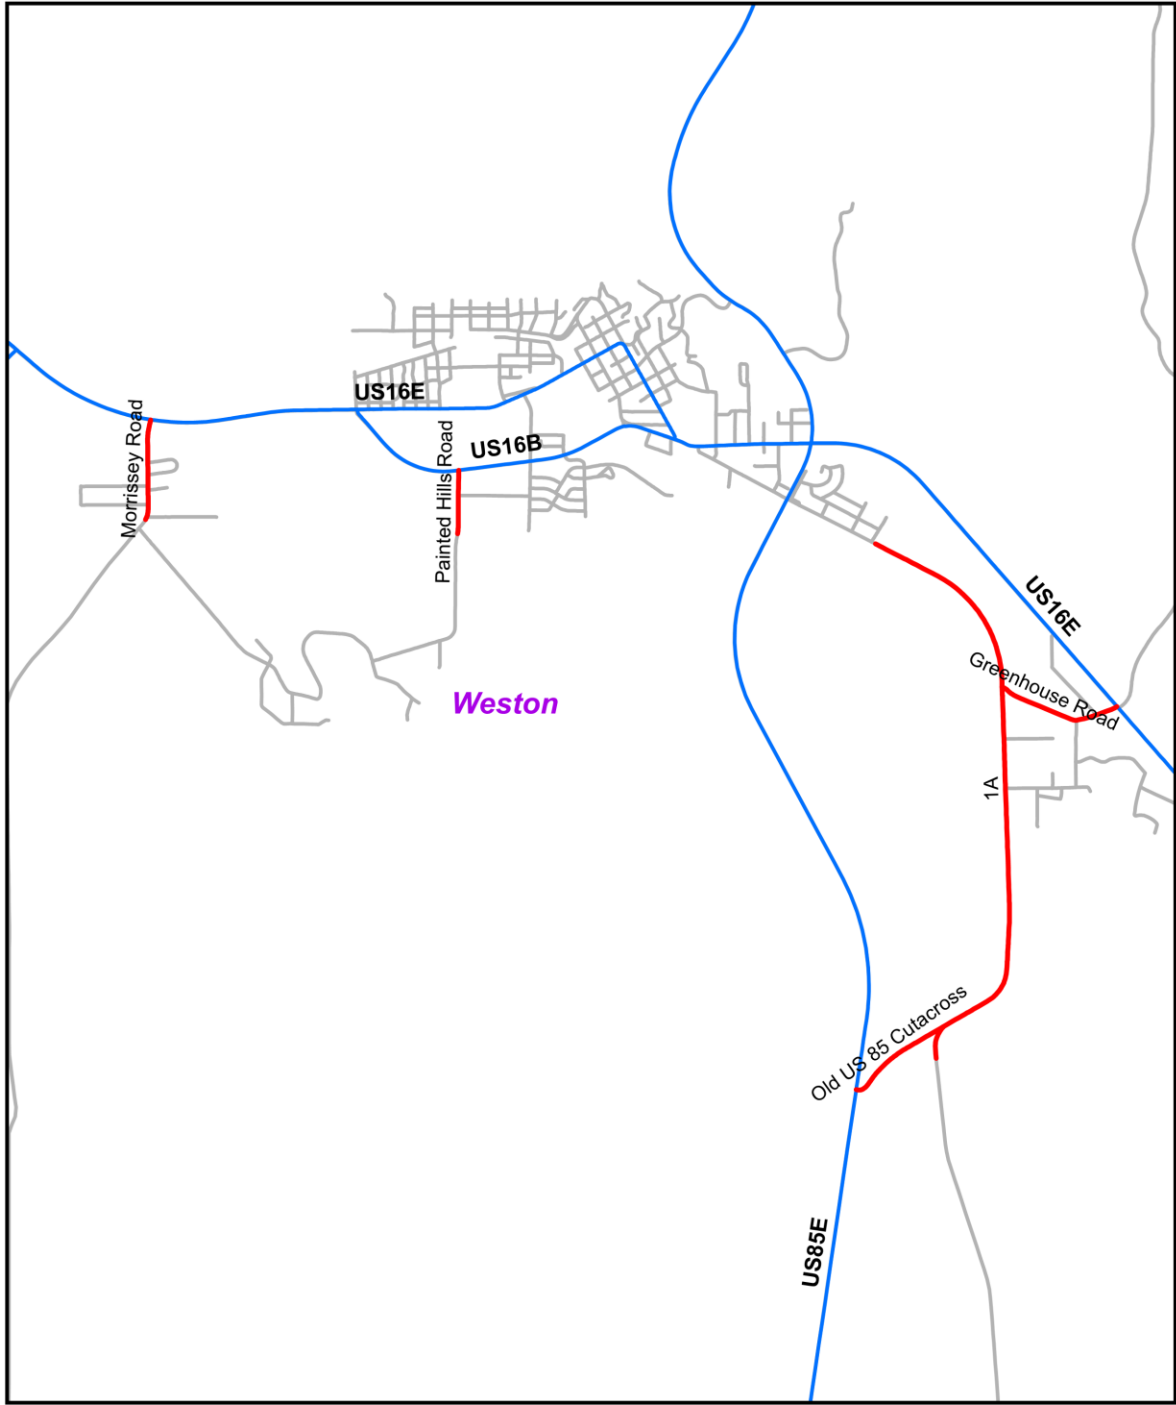 US16E
Morrissey Road
Painted Hills Road
US16B
US16E
Greenhouse Road
Weston
1A
Old US 85 Cutacross
US85E